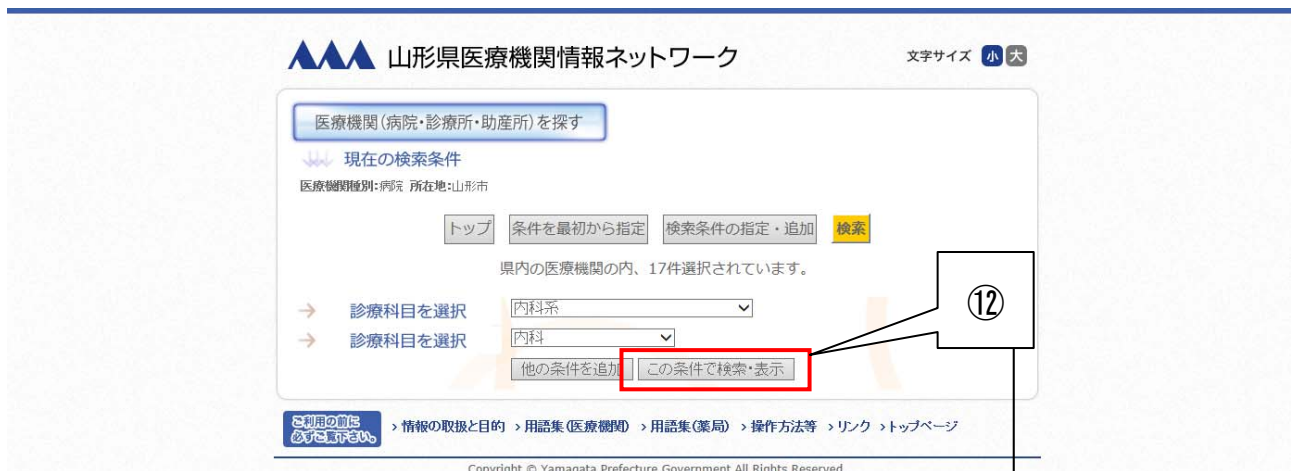 山形県医療機関情報ネットワーク
文字サイズ 小 大
医療機関(病院・診療所・助産所)を探す
現在の検索条件
医療機関種別:病院 所在地:山形市
トップ 条件を最初から指定 検索条件の指定・追加 検索
県内の医療機関の内、17件選択されています。
⑫
→ 診療科目を選択 内科系
→ 診療科目を選択 内科
他の条件を追加 この条件で検索・表示
ご利用の前に
必ずご覧下さい。
›情報の取扱と目的 ›用語集(医療機関) ›用語集(薬局) ›操作方法等 ›リンク ›トップページ
Copyright © Yamagata Prefecture Government All Rights Reserved